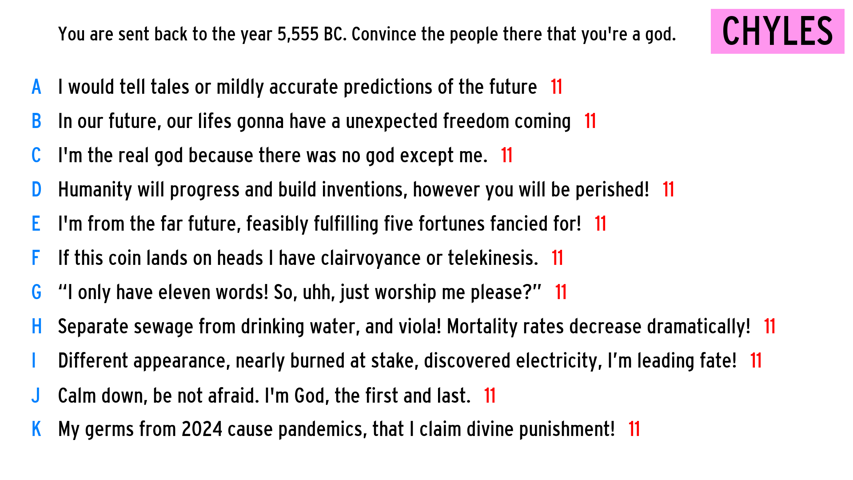 You are sent back to the year 5,555 BC. Convince the people there that you're a god.
CHYLES
A I would tell tales or mildly accurate predictions of the future 11
B In our future, our lifes gonna have a unexpected freedom coming 11
C I'm the real god because there was no god except me. 11
D Humanity will progress and build inventions, however you will be perished! 11
E I'm from the far future, feasibly fulfilling five fortunes fancied for! 11
F If this coin lands on heads I have clairvoyance or telekinesis. 11
G “I only have eleven words! So, uhh, just worship me please?” 11
H Separate sewage from drinking water, and viola! Mortality rates decrease dramatically! 11
I Different appearance, nearly burned at stake, discovered electricity, I’m leading fate! 11
J Calm down, be not afraid. I'm God, the first and last. 11
K My germs from 2024 cause pandemics, that I claim divine punishment! 11